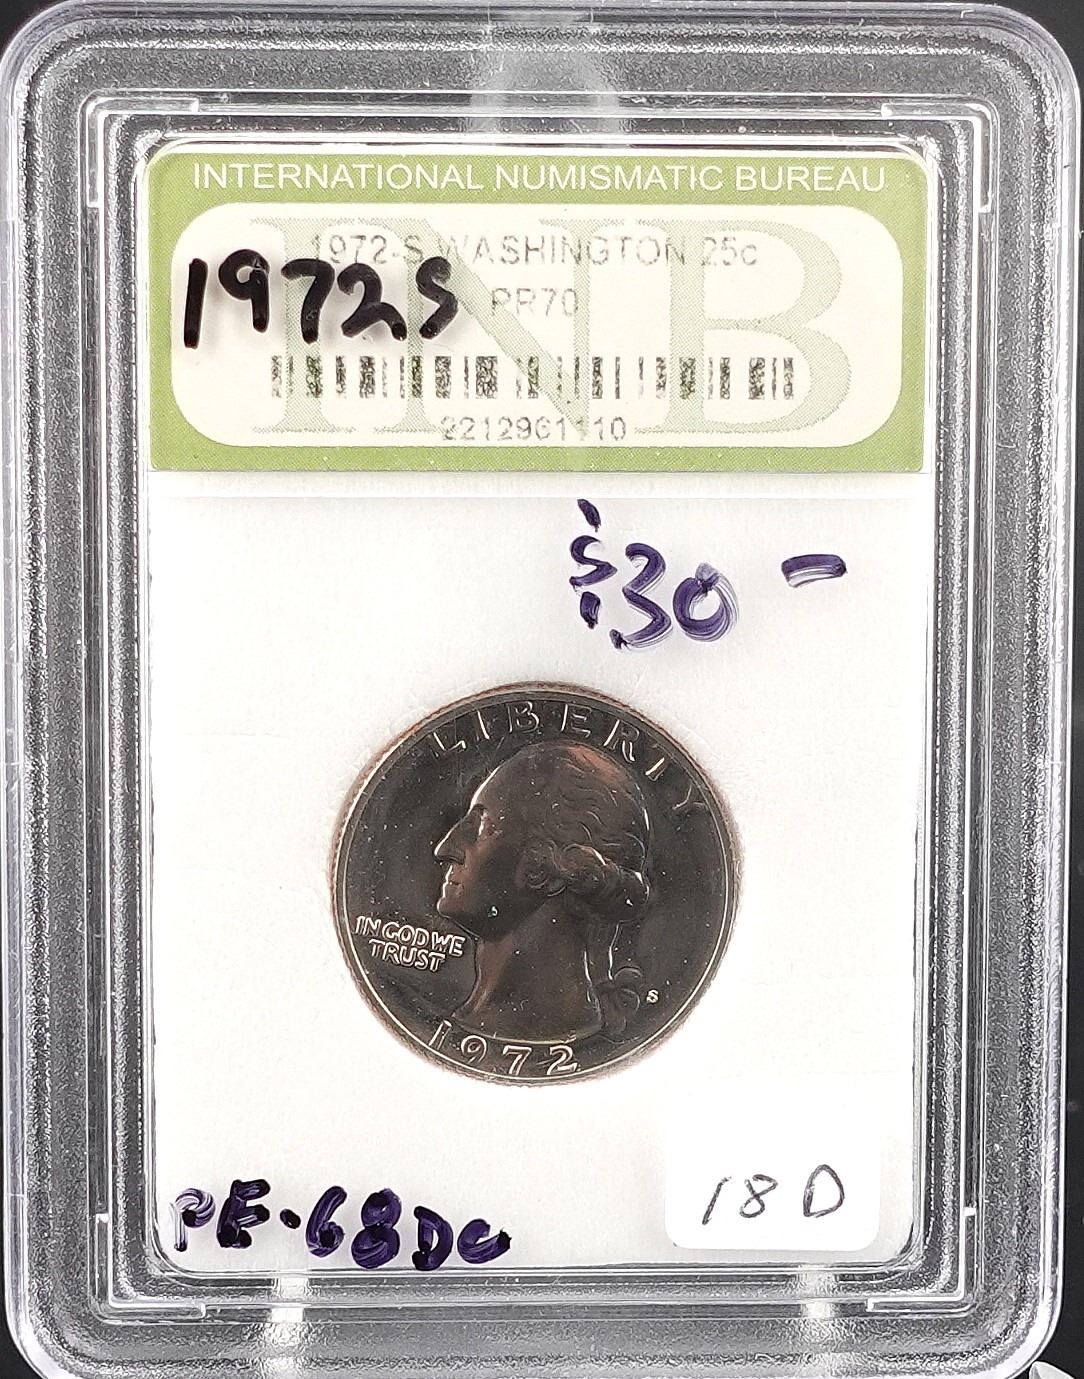 INTERNATIONAL NUMISMATIC BUREAU
INB
1972-S WASHINGTON 25c
1972S
PR70
2212961110
$30-
LIBERTY
IN GOD WE
TRUST
S
1972
PE-68DC
18 D